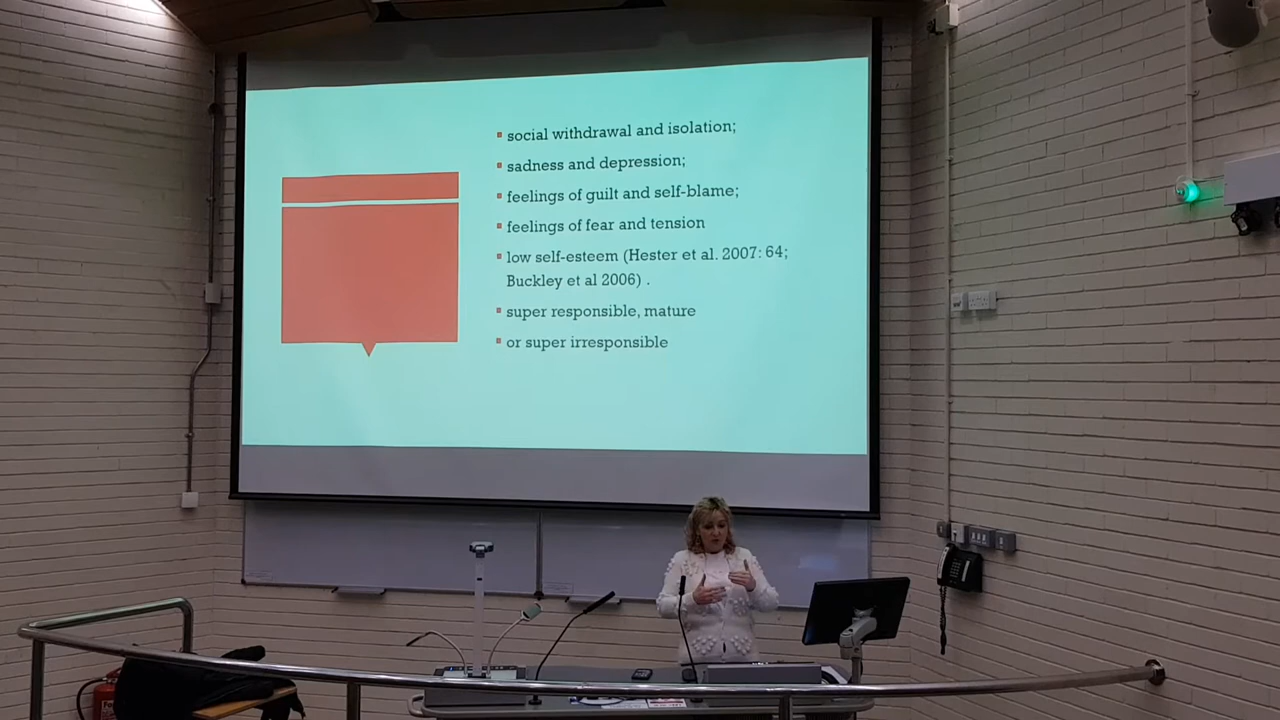 social withdrawal and isolation;
sadness and depression;
feelings of guilt and self-blame;
feelings of fear and tension
low self-esteem (Hester et al. 2007: 64;
Buckley et al 2006) .
super responsible, mature
or super irresponsible